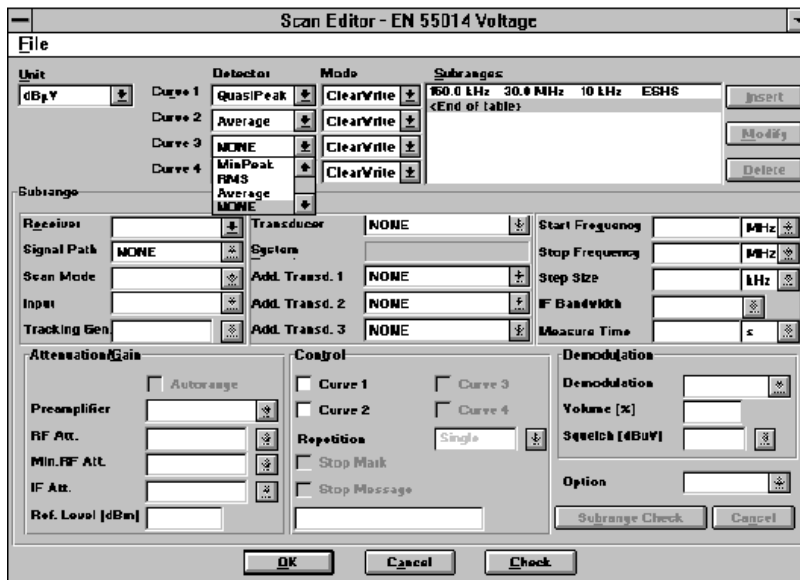 Scan Editor - EN 55014 Voltage
File
Unit Detector Mode Subranges
dBµV Curve 1 QuasiPeak ClearWrite 150.0 kHz 30.0 MHz 10 kHz ESHS Insert
Curve 2 Average ClearWrite <End of table>
Curve 3 NONE ClearWrite Modify
Curve 4 MinPeak ClearWrite Delete
RMS
Average
NONE
Subrange
Receiver Transducer NONE Start Frequency MHz
Signal Path NONE System Stop Frequency MHz
Scan Mode Add. Transd. 1 NONE Step Size kHz
Input Add. Transd. 2 NONE IF Bandwidth
Tracking Gen. Add. Transd. 3 NONE Measure Time s
Attenuation/Gain Control Demodulation
Autorange Curve 1 Curve 3 Demodulation
Preamplifier Curve 2 Curve 4 Volume [%]
RF Att. Repetition Single Squelch [dBuV]
Min.RF Att. Stop Mark
IF Att. Stop Message Option
Ref. Level [dBm] Subrange Check Cancel
OK Cancel Check